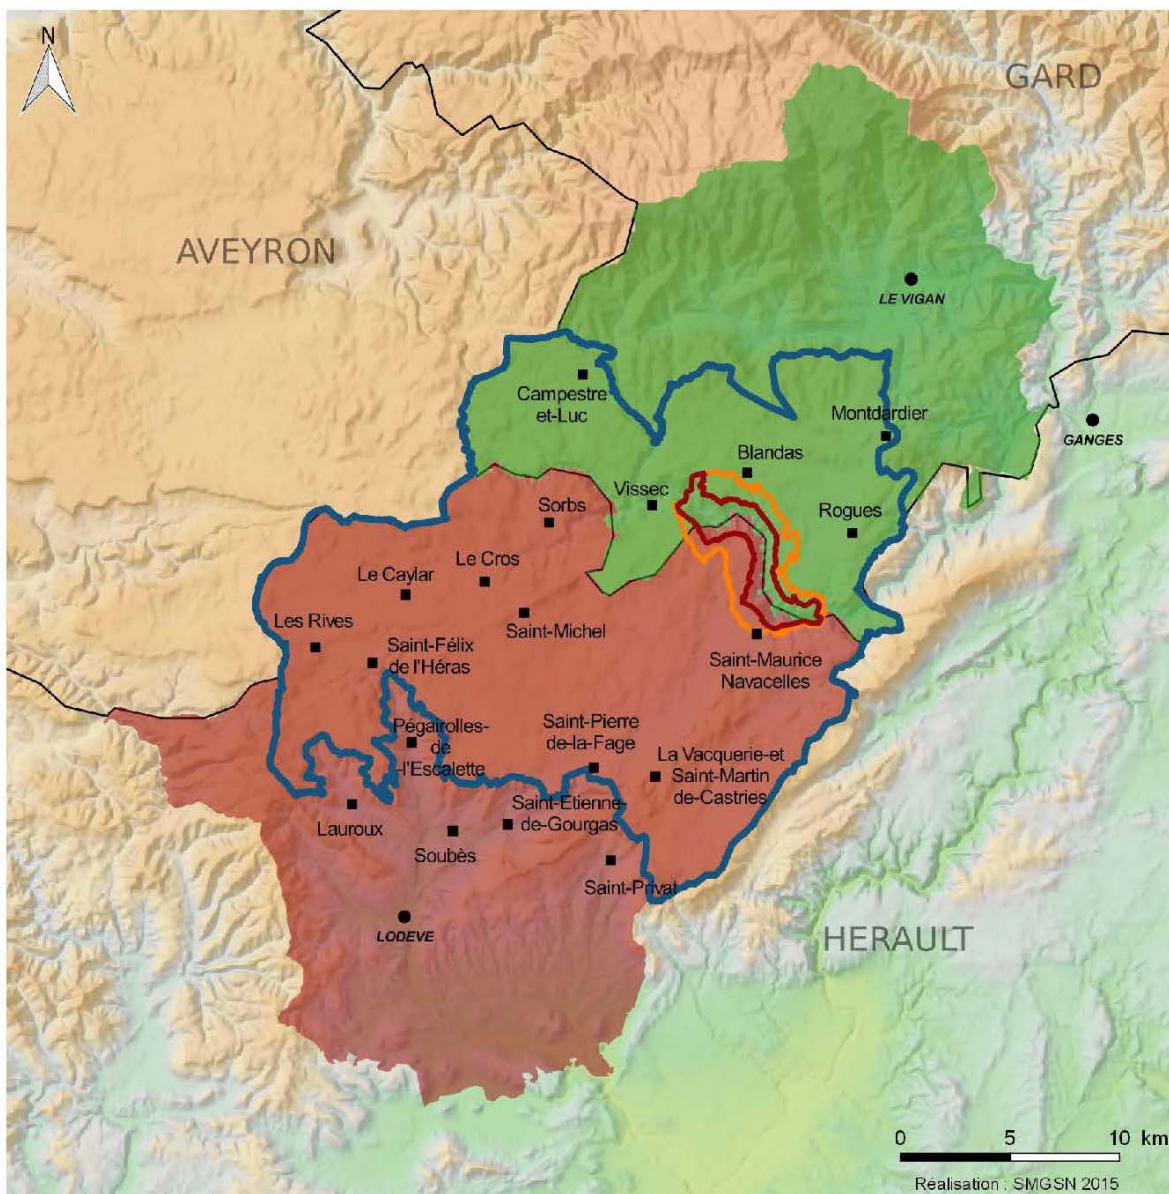 N
GARD
AVEYRON
LE VIGAN
Campestre
et-Luc
Montdardier
GANGES
Blandas
Vissec
Sorbs
Rogues
Le Cros
Le Caylar
Saint-Michel
Les Rives
Saint-Félix
de l'Héras
Saint-Maurice
Navacelles
Pégairolles-
de
-l'Escalette
Saint-Pierre
de-la-Fage
La Vacquerie-et
Saint-Martin
de-Castries
Lauroux
Saint-Etienne-
de-Gourgas
Soubès
Saint-Privat
LODEVE
HERAULT
0 5 10 km
Réalisation : SMGSN 2015